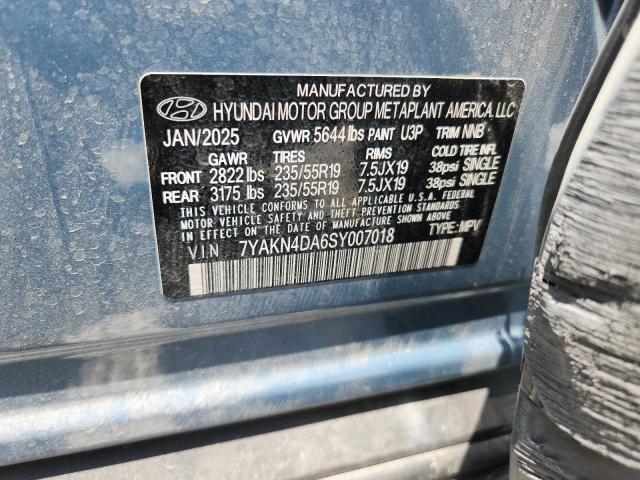 MANUFACTURED BY
HYUNDAI MOTOR GROUP METAPLANT AMERICA, LLC
JAN/2025 GVWR 5644 lbs PAINT U3P TRIM NNB
GAWR TIRES RIMS COLD TIRE INFL
FRONT 2822 lbs 235/55R19 7.5JX19 38psi SINGLE
REAR 3175 lbs 235/55R19 7.5JX19 38psi SINGLE
THIS VEHICLE CONFORMS TO ALL APPLICABLE U.S.A. FEDERAL
MOTOR VEHICLE SAFETY AND THEFT PREVENTION STANDARDS
IN EFFECT ON THE DATE OF MANUFACTURE SHOWN ABOVE.
VIN 7YAKN4DA6SY007018 TYPE: MPV